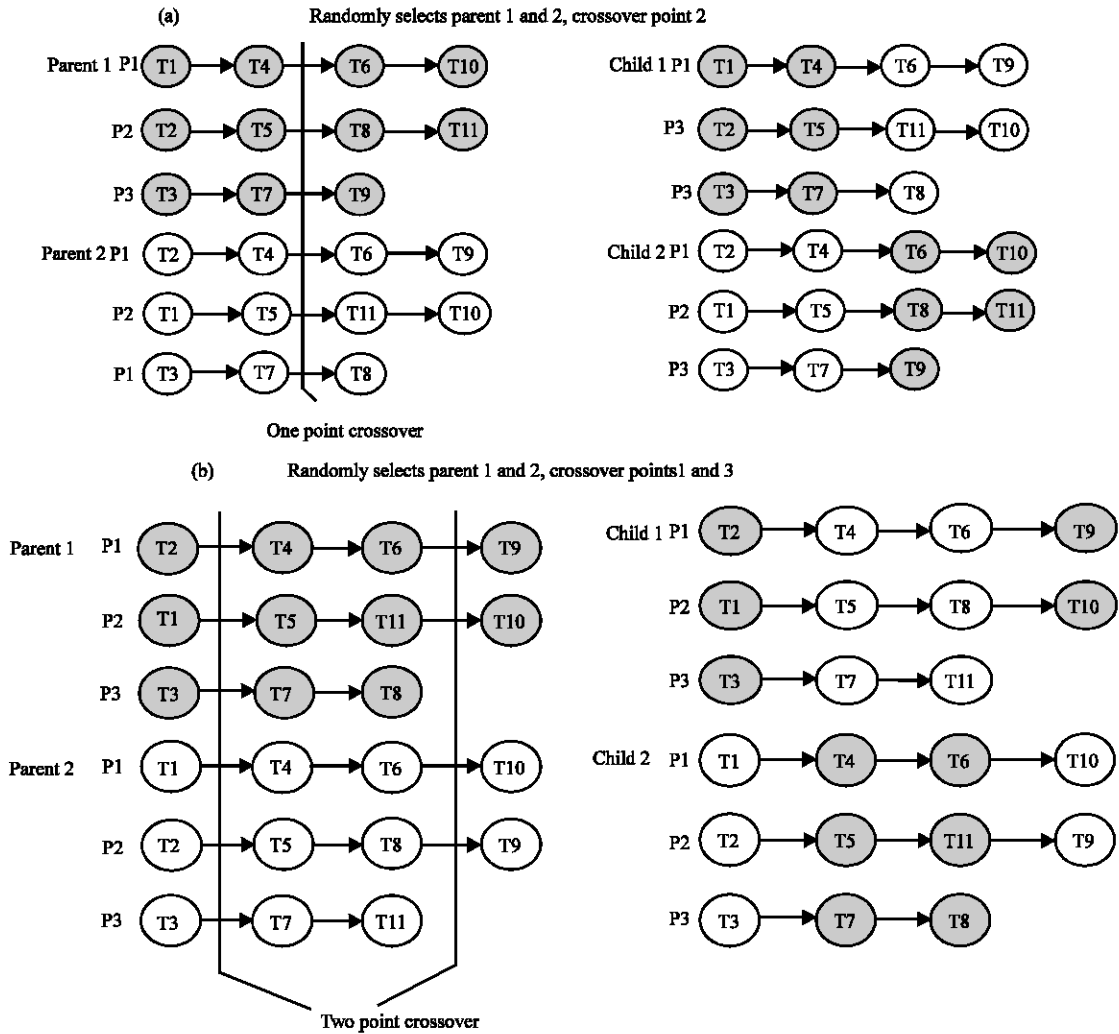 (a) Randomly selects parent 1 and 2, crossover point 2
Parent 1 P1 T1 T4 T6 T10
P2 T2 T5 T8 T11
P3 T3 T7 T9
Parent 2 P1 T2 T4 T6 T9
P2 T1 T5 T11 T10
P1 T3 T7 T8
One point crossover
Child 1 P1 T1 T4 T6 T9
P3 T2 T5 T11 T10
P3 T3 T7 T8
Child 2 P1 T2 T4 T6 T10
P2 T1 T5 T8 T11
P3 T3 T7 T9
(b) Randomly selects parent 1 and 2, crossover points1 and 3
Parent 1 P1 T2 T4 T6 T9
P2 T1 T5 T11 T10
P3 T3 T7 T8
Parent 2 P1 T1 T4 T6 T10
P2 T2 T5 T8 T9
P3 T3 T7 T11
Two point crossover
Child 1 P1 T2 T4 T6 T9
P2 T1 T5 T8 T10
P3 T3 T7 T11
Child 2 P1 T1 T4 T6 T10
P2 T2 T5 T11 T9
P3 T3 T7 T8